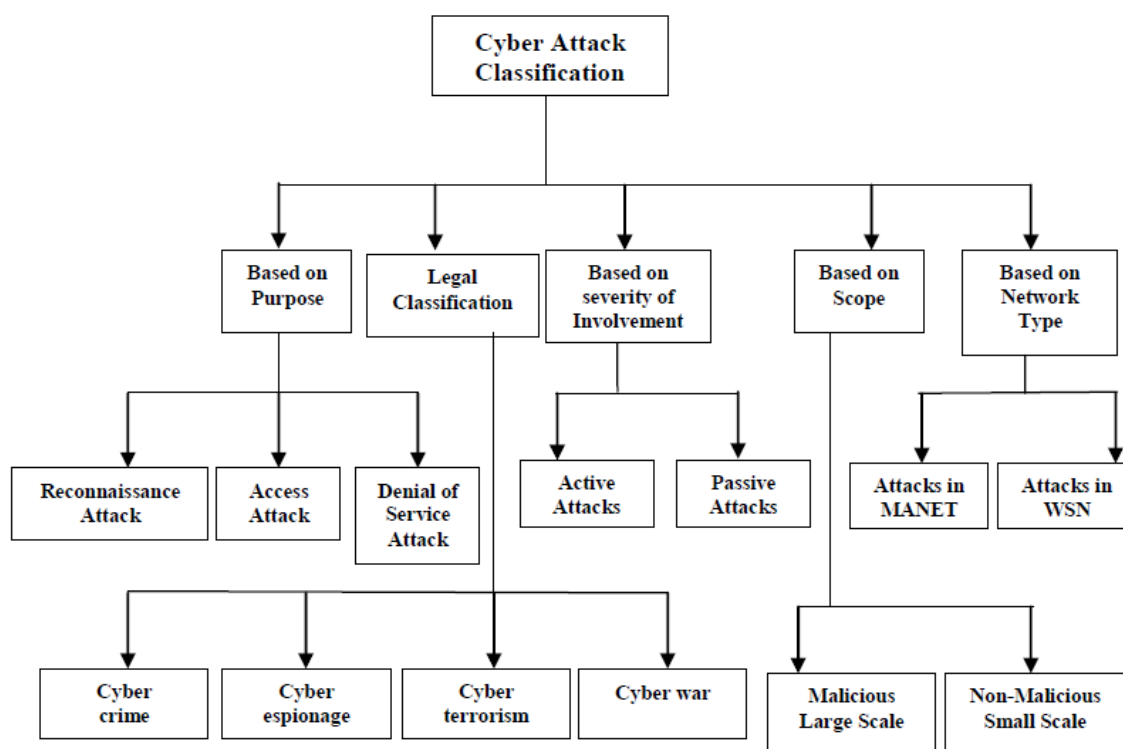 Cyber Attack
Classification
Based on
Purpose
Legal
Classification
Based on
severity of
Involvement
Based on
Scope
Based on
Network
Type
Reconnaissance
Attack
Access
Attack
Denial of
Service
Attack
Active
Attacks
Passive
Attacks
Attacks in
MANET
Attacks in
WSN
Cyber
crime
Cyber
espionage
Cyber
terrorism
Cyber war
Malicious
Large Scale
Non-Malicious
Small Scale